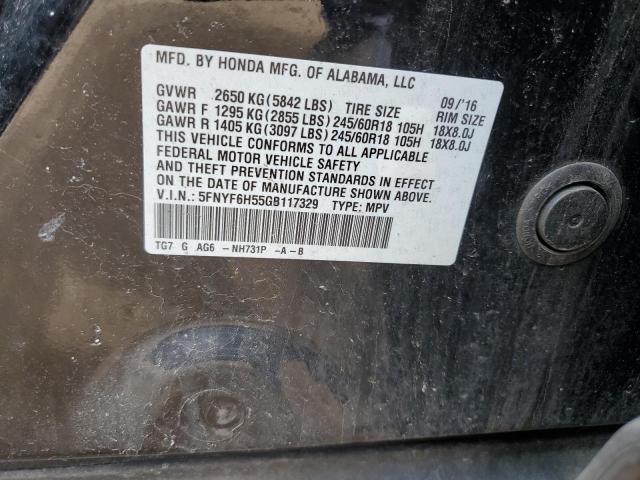 MFD. BY HONDA MFG. OF ALABAMA, LLC
09/'16
GVWR 2650 KG(5842 LBS) TIRE SIZE RIM SIZE
GAWR F 1295 KG(2855 LBS)245/60R18 105H 18X8.0J
GAWR R 1405 KG(3097 LBS)245/60R18 105H 18X8.0J
THIS VEHICLE CONFORMS TO ALL APPLICABLE
FEDERAL MOTOR VEHICLE SAFETY
AND THEFT PREVENTION STANDARDS IN EFFECT
ON THE DATE OF MANUFACTURE SHOWN ABOVE.
V.I.N.: 5FNYF6H55GB117329 TYPE: MPV
TG7 G AG6 -NH731P -A-B